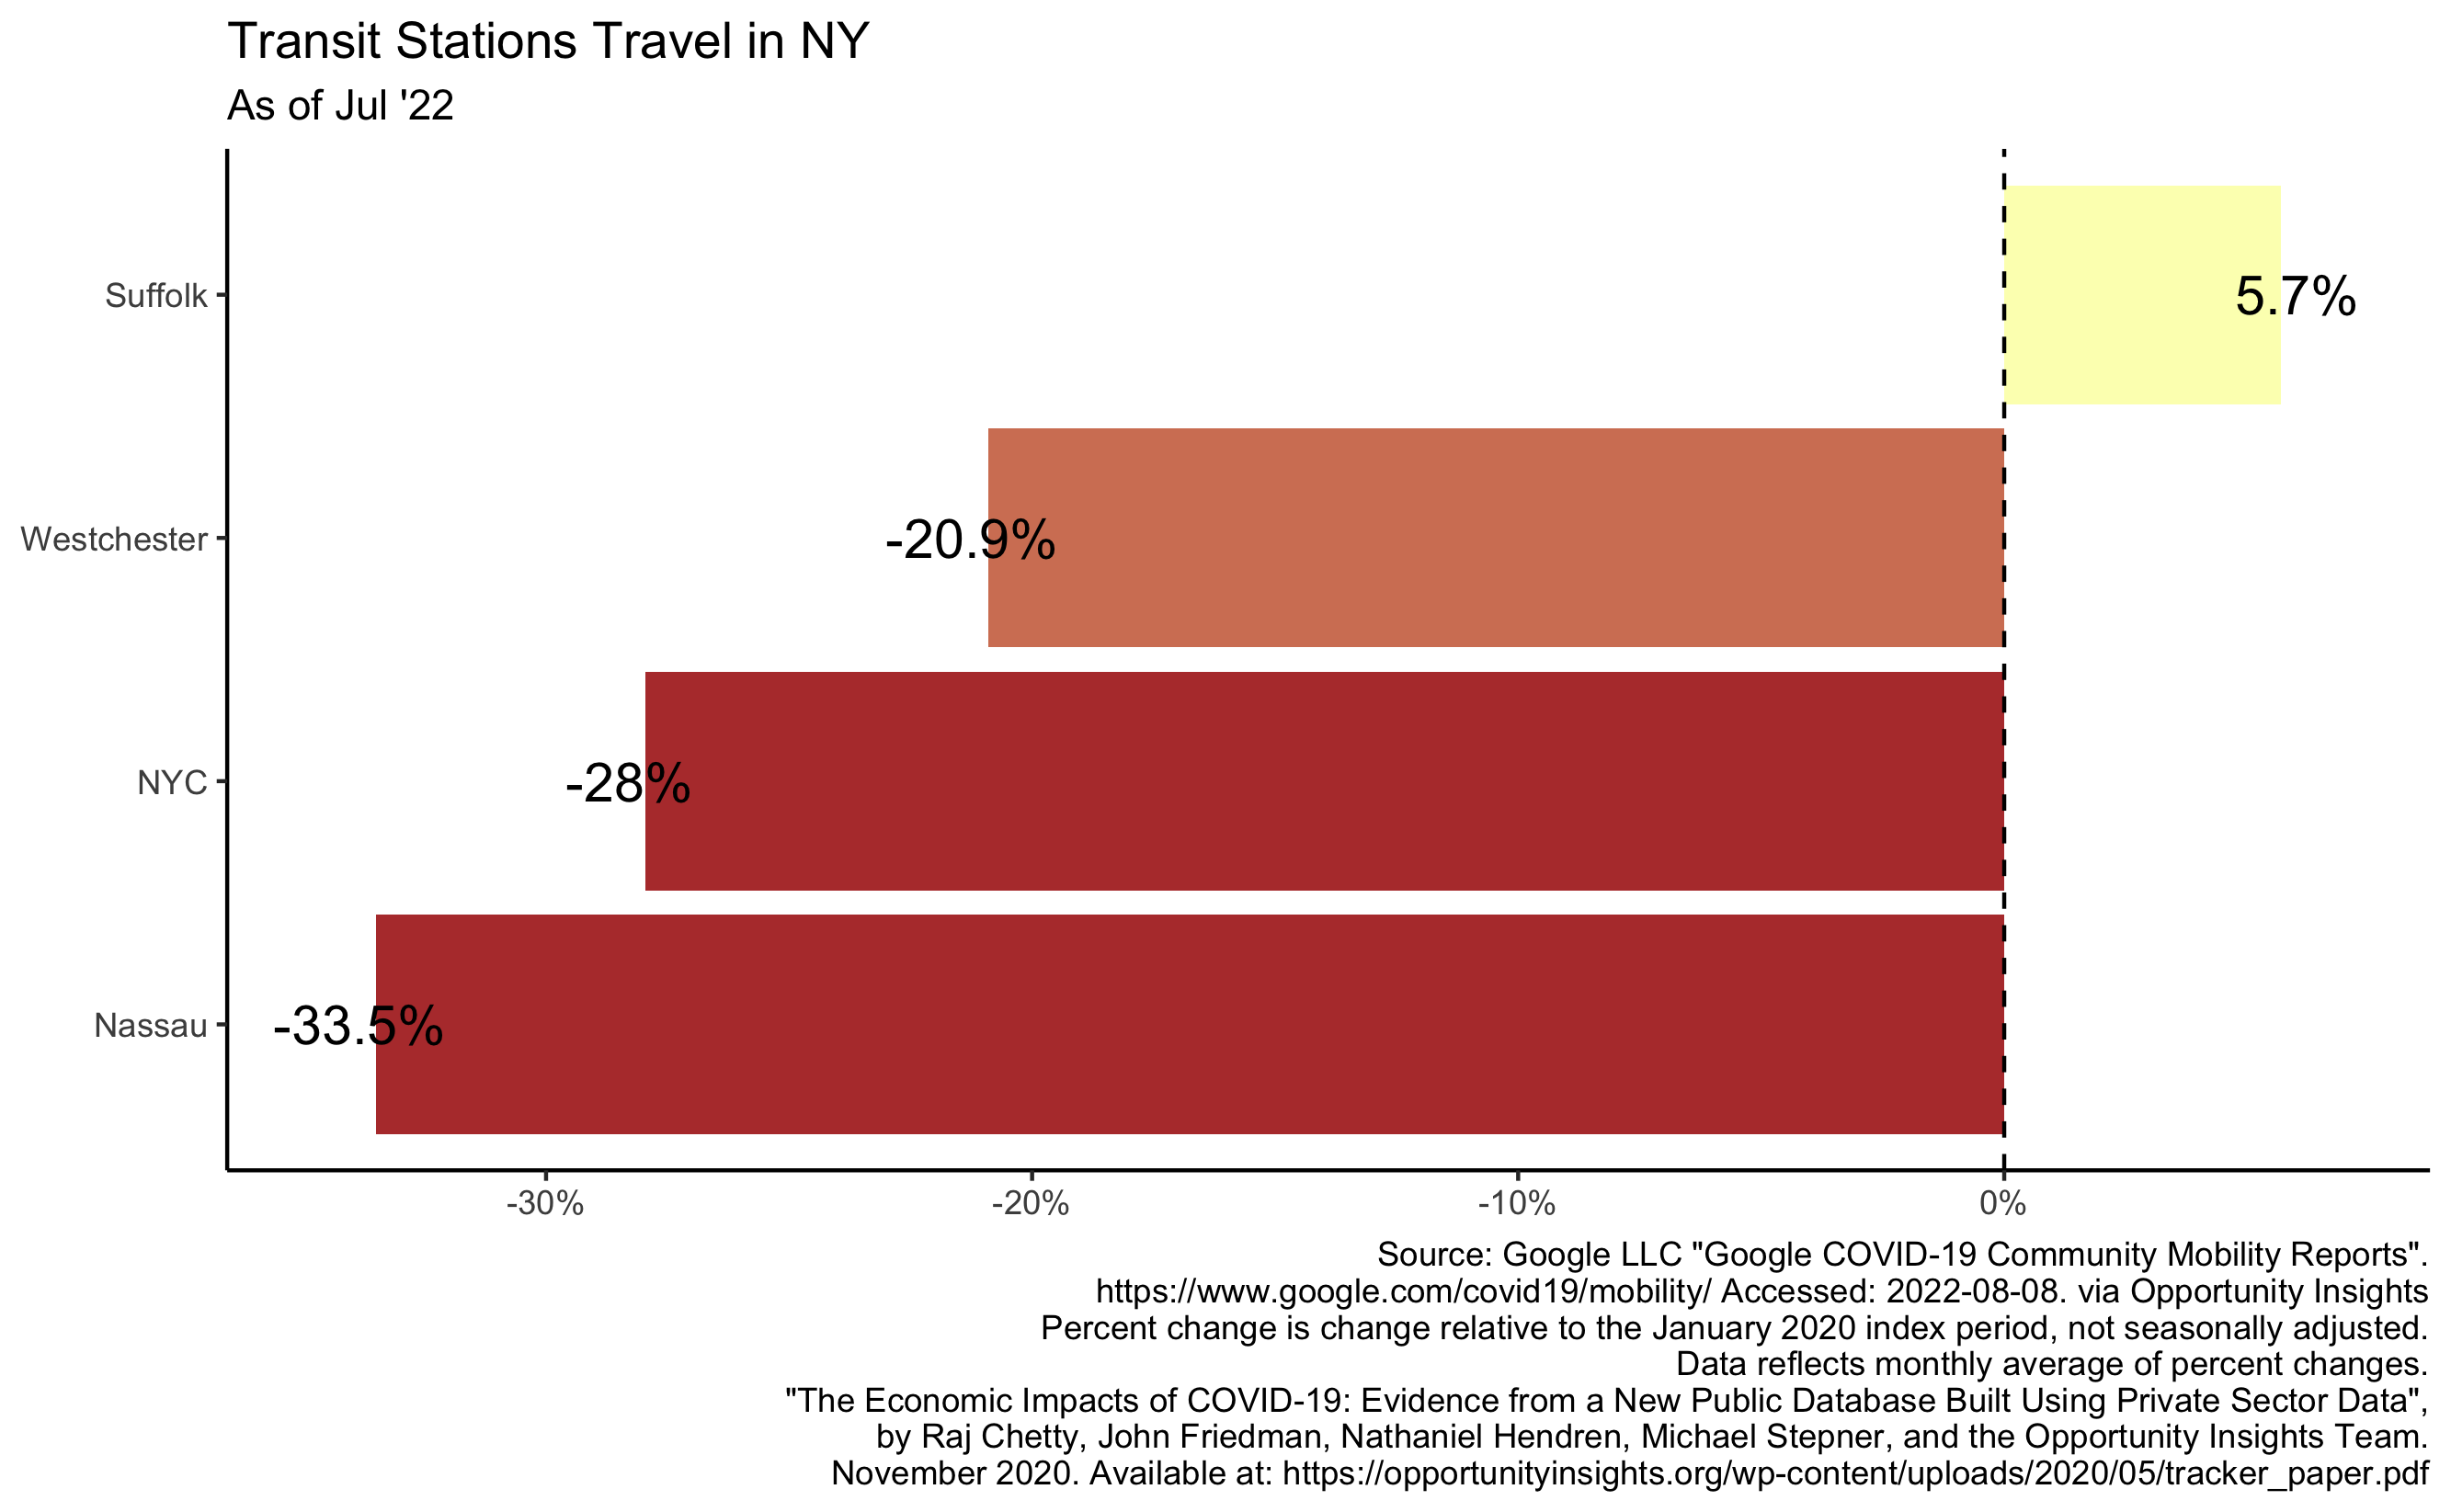 Transit Stations Travel in NY
As of Jul '22
Suffolk
5.7%
Westchester
-20.9%
NYC
-28%
Nassau
-33.5%
-30%
-20%
-10%
0%
Source: Google LLC "Google COVID-19 Community Mobility Reports".
https://www.google.com/covid19/mobility/ Accessed: 2022-08-08. via Opportunity Insights
Percent change is change relative to the January 2020 index period, not seasonally adjusted.
Data reflects monthly average of percent changes.
"The Economic Impacts of COVID-19: Evidence from a New Public Database Built Using Private Sector Data",
by Raj Chetty, John Friedman, Nathaniel Hendren, Michael Stepner, and the Opportunity Insights Team.
November 2020. Available at: https://opportunityinsights.org/wp-content/uploads/2020/05/tracker_paper.pdf